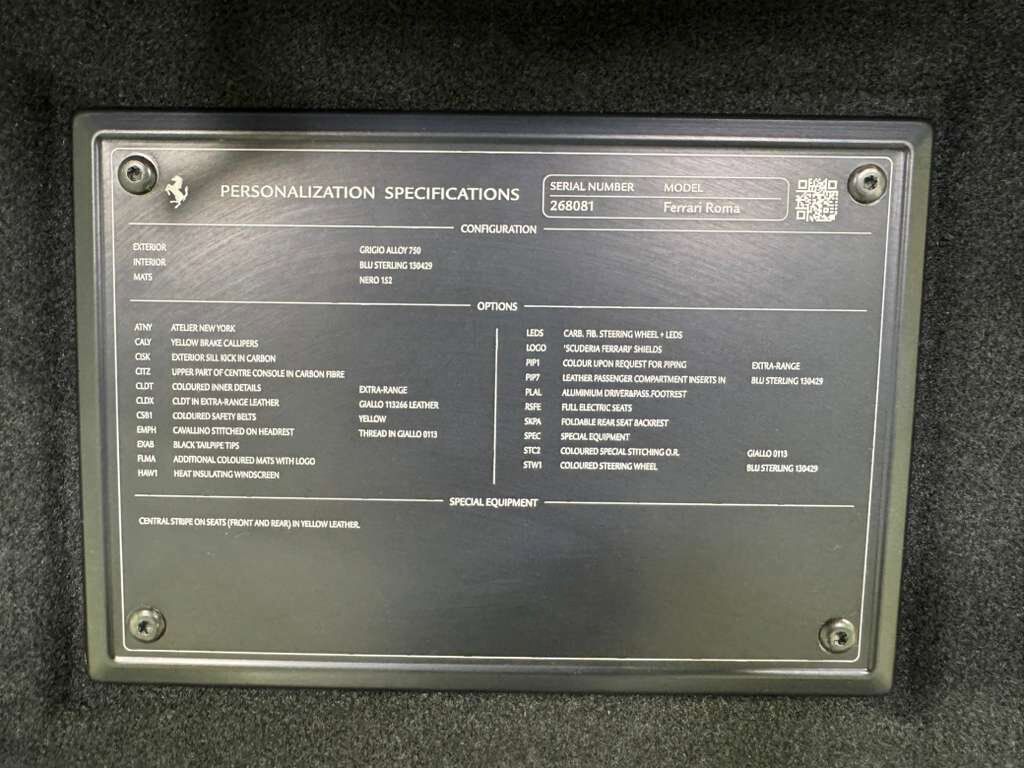 PERSONALIZATION SPECIFICATIONS
SERIAL NUMBER MODEL
268081 Ferrari Roma
CONFIGURATION
EXTERIOR GRIGIO ALLOY 750
INTERIOR BLU STERLING 130429
MATS NERO 152
OPTIONS
ATNY ATELIER NEW YORK
CALY YELLOW BRAKE CALLIPERS
CISK EXTERIOR SILL KICK IN CARBON
CITZ UPPER PART OF CENTRE CONSOLE IN CARBON FIBRE
CLDT COLOURED INNER DETAILS EXTRA-RANGE
CLDX CLDT IN EXTRA-RANGE LEATHER GIALLO 113266 LEATHER
CSB1 COLOURED SAFETY BELTS YELLOW
EMPH CAVALLINO STITCHED ON HEADREST THREAD IN GIALLO 0113
EXAB BLACK TAILPIPE TIPS
FLMA ADDITIONAL COLOURED MATS WITH LOGO
HAW1 HEAT INSULATING WINDSCREEN
LEDS CARB. FIB. STEERING WHEEL + LEDS
LOGO 'SCUDERIA FERRARI' SHIELDS
PIP1 COLOUR UPON REQUEST FOR PIPING EXTRA-RANGE
PIP7 LEATHER PASSENGER COMPARTMENT INSERTS IN BLU STERLING 130429
PLAL ALUMINIUM DRIVER&PASS.FOOTREST
RSFE FULL ELECTRIC SEATS
SKPA FOLDABLE REAR SEAT BACKREST
SPEC SPECIAL EQUIPMENT
STC2 COLOURED SPECIAL STITCHING O.R. GIALLO 0113
STW1 COLOURED STEERING WHEEL BLU STERLING 130429
SPECIAL EQUIPMENT
CENTRAL STRIPE ON SEATS (FRONT AND REAR) IN YELLOW LEATHER.